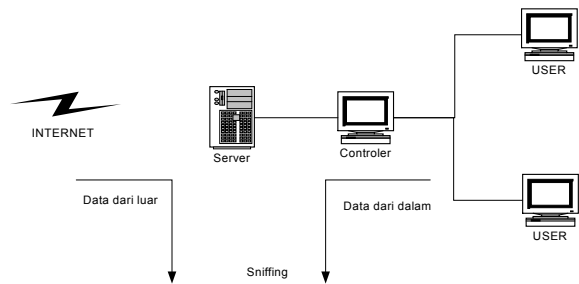 USER
INTERNET
Server
Controler
Data dari luar
Data dari dalam
USER
Sniffing